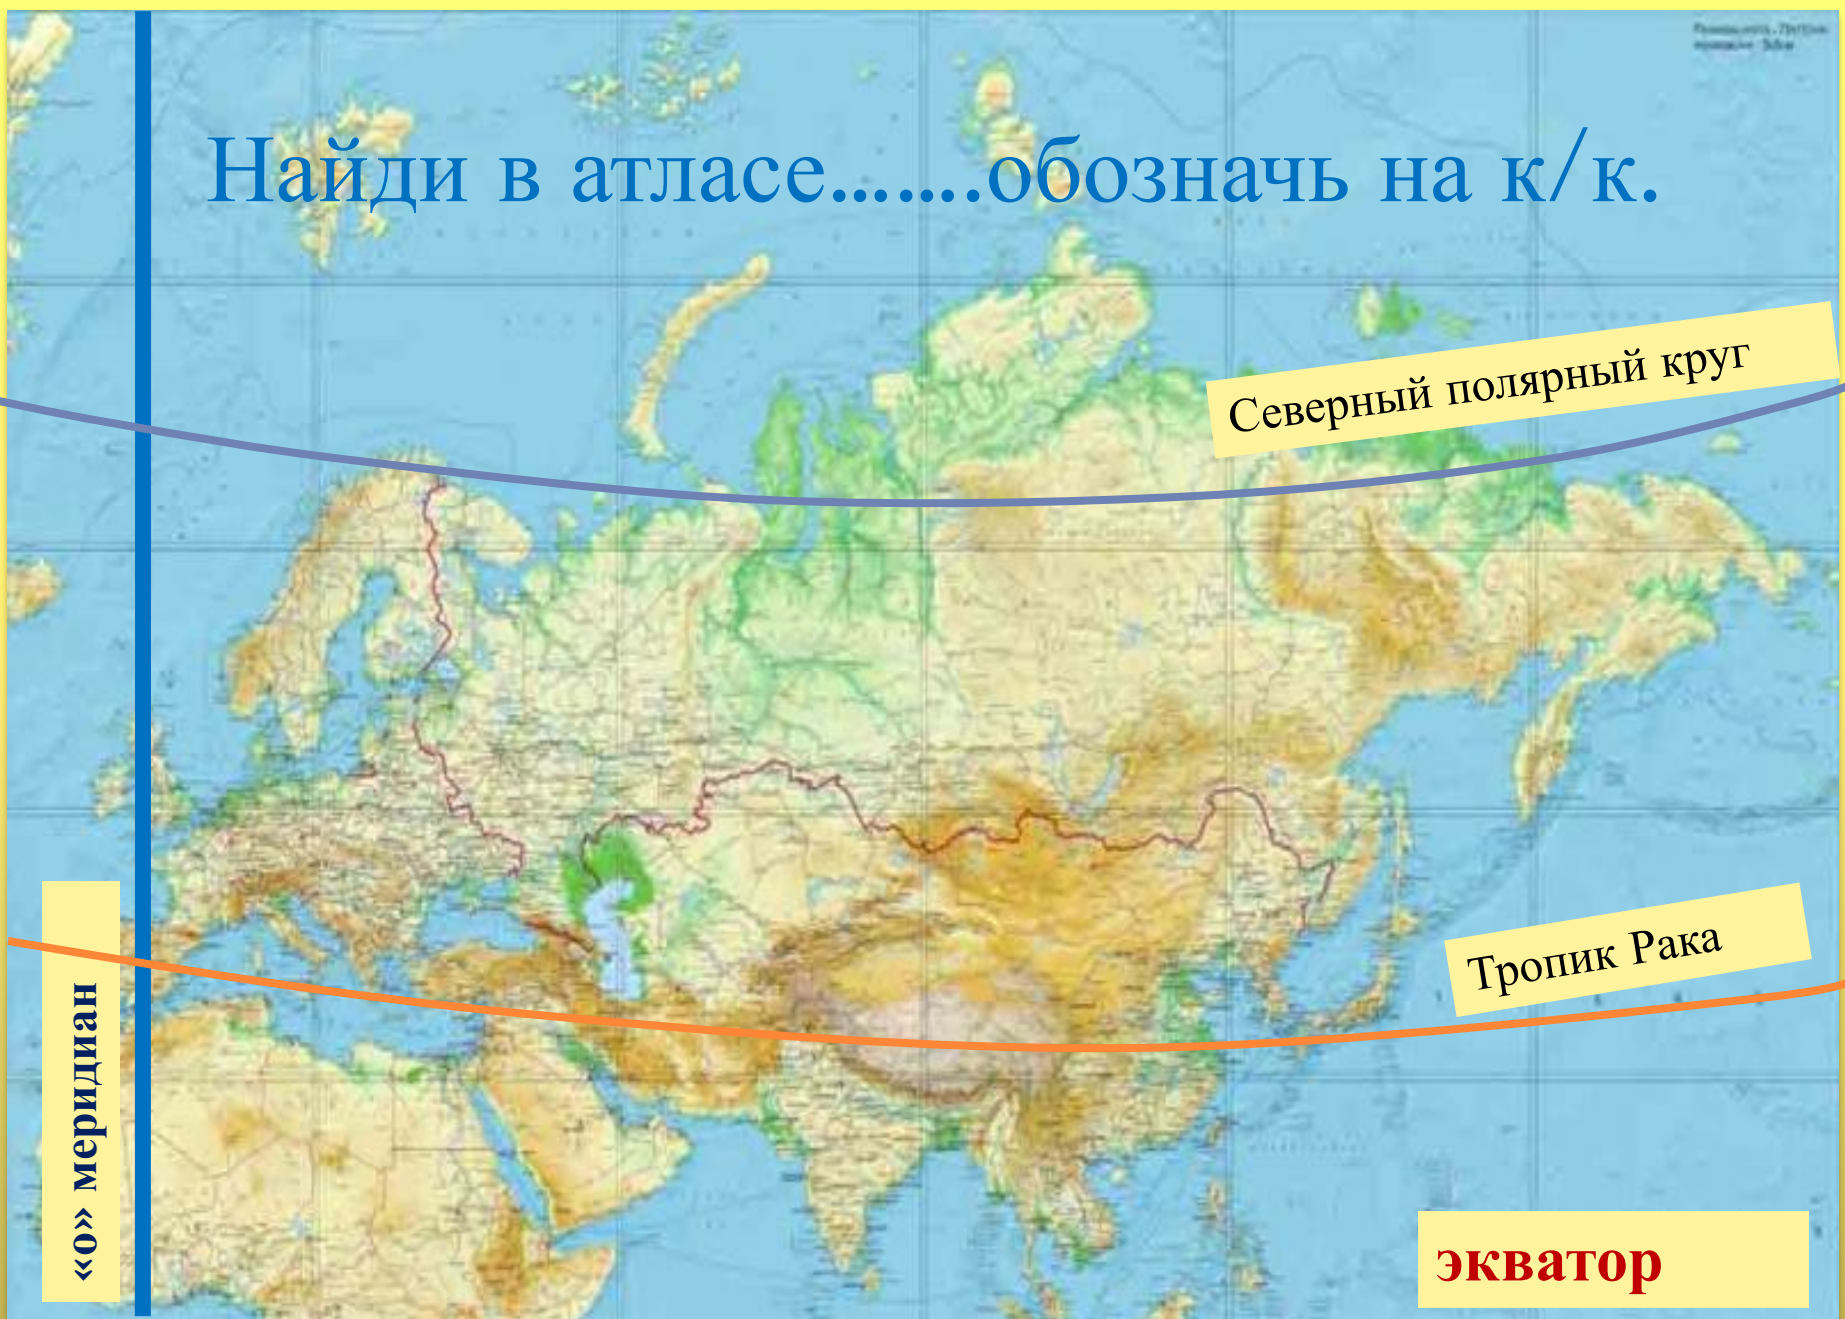 Найди в атласе.......обозначь на к/к.
Северный полярный круг
Тропик Рака
«о» меридиан
экватор